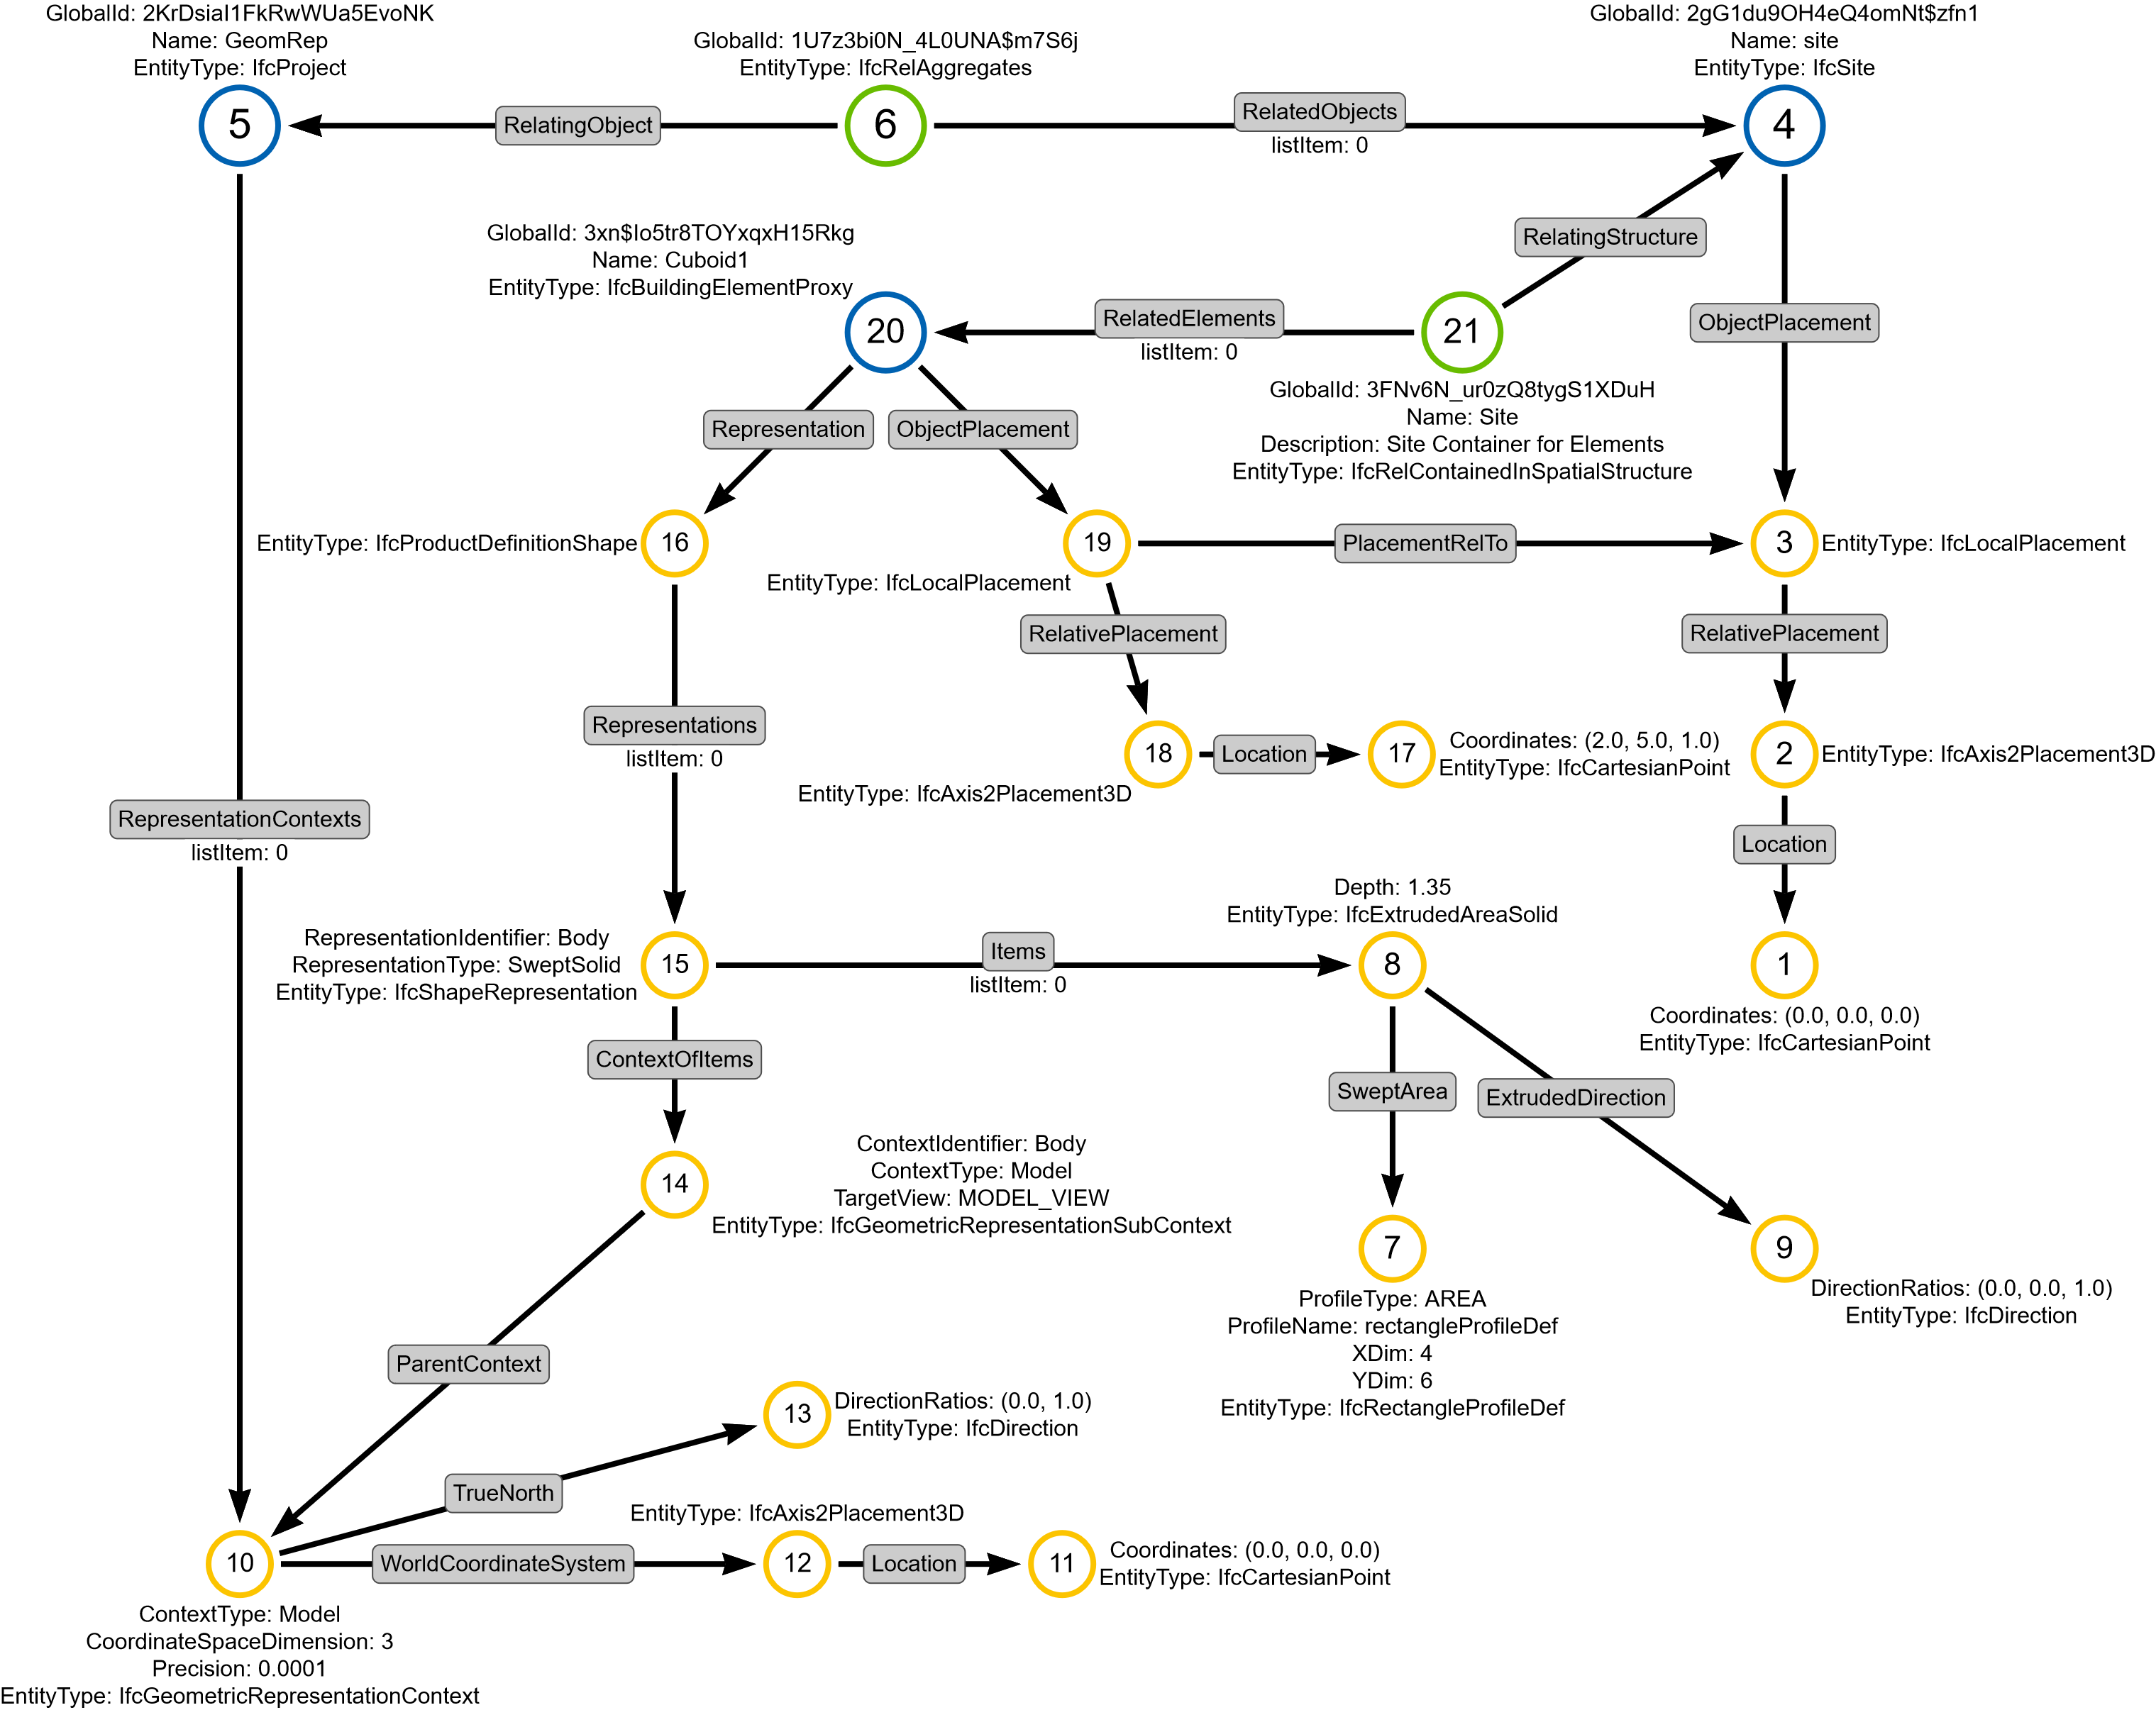 GlobalId: 2KrDsiaI1FkRwWUa5EvoNK
Name: GeomRep
EntityType: IfcProject
GlobalId: 1U7z3bi0N_4L0UNA$m7S6j
EntityType: IfcRelAggregates
GlobalId: 2gG1du9OH4eQ4omNt$zfn1
Name: site
EntityType: IfcSite
5
RelatingObject
6
RelatedObjects
listItem: 0
4
GlobalId: 3xn$Io5tr8TOYxqxH15Rkg
Name: Cuboid1
EntityType: IfcBuildingElementProxy
RelatingStructure
20
RelatedElements
listItem: 0
21
ObjectPlacement
GlobalId: 3FNv6N_ur0zQ8tygS1XDuH
Name: Site
Description: Site Container for Elements
EntityType: IfcRelContainedInSpatialStructure
Representation
ObjectPlacement
EntityType: IfcProductDefinitionShape
16
19
PlacementRelTo
3
EntityType: IfcLocalPlacement
EntityType: IfcLocalPlacement
RelativePlacement
RelativePlacement
Representations
listItem: 0
18
Location
17
Coordinates: (2.0, 5.0, 1.0)
EntityType: IfcCartesianPoint
2
EntityType: IfcAxis2Placement3D
EntityType: IfcAxis2Placement3D
RepresentationContexts
listItem: 0
Location
Depth: 1.35
EntityType: IfcExtrudedAreaSolid
RepresentationIdentifier: Body
RepresentationType: SweptSolid
EntityType: IfcShapeRepresentation
15
Items
listItem: 0
8
1
Coordinates: (0.0, 0.0, 0.0)
EntityType: IfcCartesianPoint
ContextOfItems
SweptArea
ExtrudedDirection
14
ContextIdentifier: Body
ContextType: Model
TargetView: MODEL_VIEW
EntityType: IfcGeometricRepresentationSubContext
7
9
DirectionRatios: (0.0, 0.0, 1.0)
EntityType: IfcDirection
ProfileType: AREA
ProfileName: rectangleProfileDef
XDim: 4
YDim: 6
EntityType: IfcRectangleProfileDef
ParentContext
13
DirectionRatios: (0.0, 1.0)
EntityType: IfcDirection
TrueNorth
EntityType: IfcAxis2Placement3D
10
WorldCoordinateSystem
12
Location
11
Coordinates: (0.0, 0.0, 0.0)
EntityType: IfcCartesianPoint
ContextType: Model
CoordinateSpaceDimension: 3
Precision: 0.0001
EntityType: IfcGeometricRepresentationContext